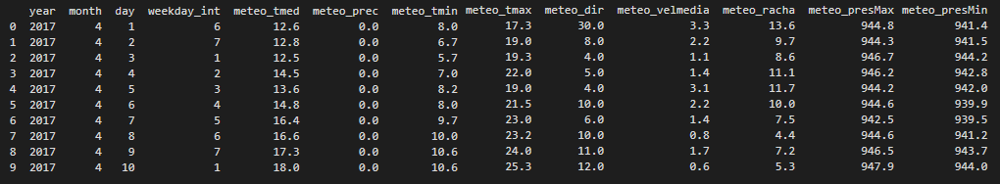 year month day weekday_int meteo_tmed meteo_prec meteo_tmin meteo_tmax meteo_dir meteo_velmedia meteo_racha meteo_presMax meteo_presMin
0 2017 4 1 6 12.6 0.0 8.0 17.3 30.0 3.3 13.6 944.8 941.4
1 2017 4 2 7 12.8 0.0 6.7 19.0 8.0 2.2 9.7 944.3 941.5
2 2017 4 3 1 12.5 0.0 5.7 19.3 4.0 1.1 8.6 946.7 944.2
3 2017 4 4 2 14.5 0.0 7.0 22.0 5.0 1.4 11.1 946.2 942.8
4 2017 4 5 3 13.6 0.0 8.2 19.0 4.0 3.1 11.7 944.2 942.0
5 2017 4 6 4 14.8 0.0 8.0 21.5 10.0 2.2 10.0 944.6 939.9
6 2017 4 7 5 16.4 0.0 9.7 23.0 6.0 1.4 7.5 942.5 939.5
7 2017 4 8 6 16.6 0.0 10.0 23.2 10.0 0.8 4.4 944.6 941.2
8 2017 4 9 7 17.3 0.0 10.6 24.0 11.0 1.7 7.2 946.5 943.7
9 2017 4 10 1 18.0 0.0 10.6 25.3 12.0 0.6 5.3 947.9 944.0